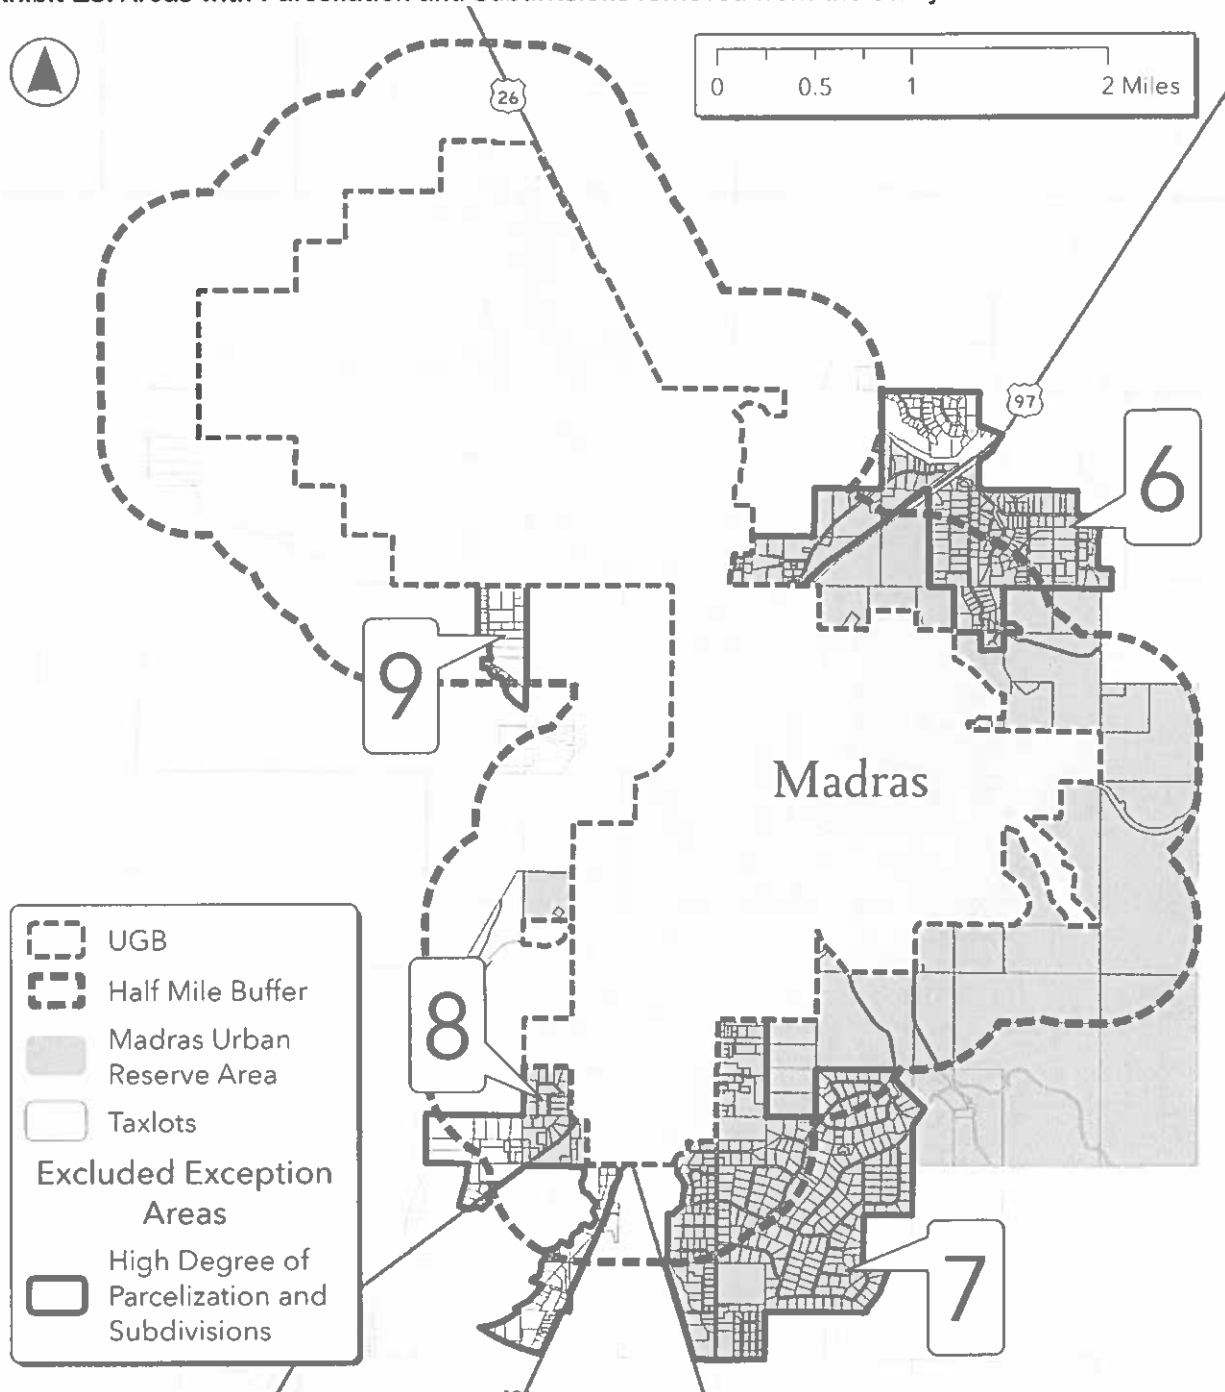 0 0.5 1 2 Miles
26
97
6
9
Madras
8
7
UGB
Half Mile Buffer
Madras Urban
Reserve Area
Taxlots
Excluded Exception
Areas
High Degree of
Parcelization and
Subdivisions